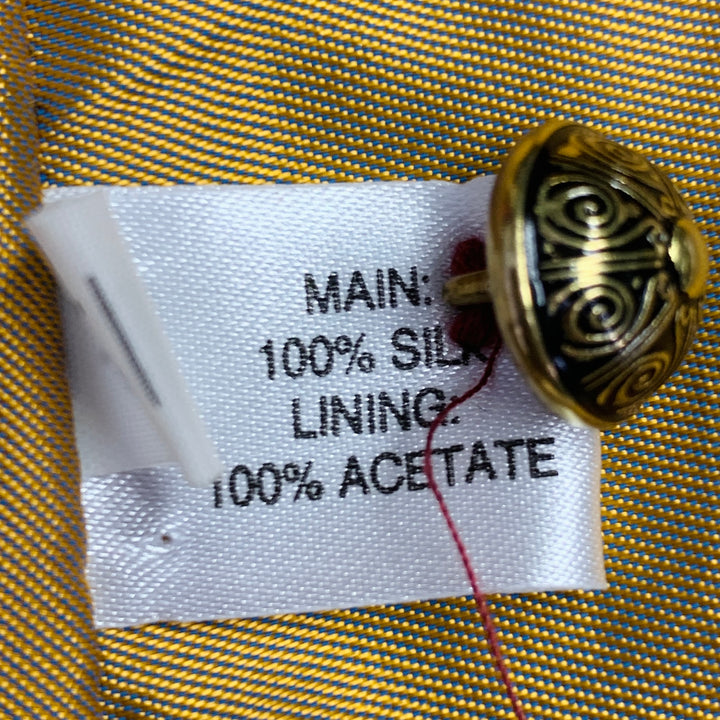 MAIN:
100% SILK
LINING:
100% ACETATE